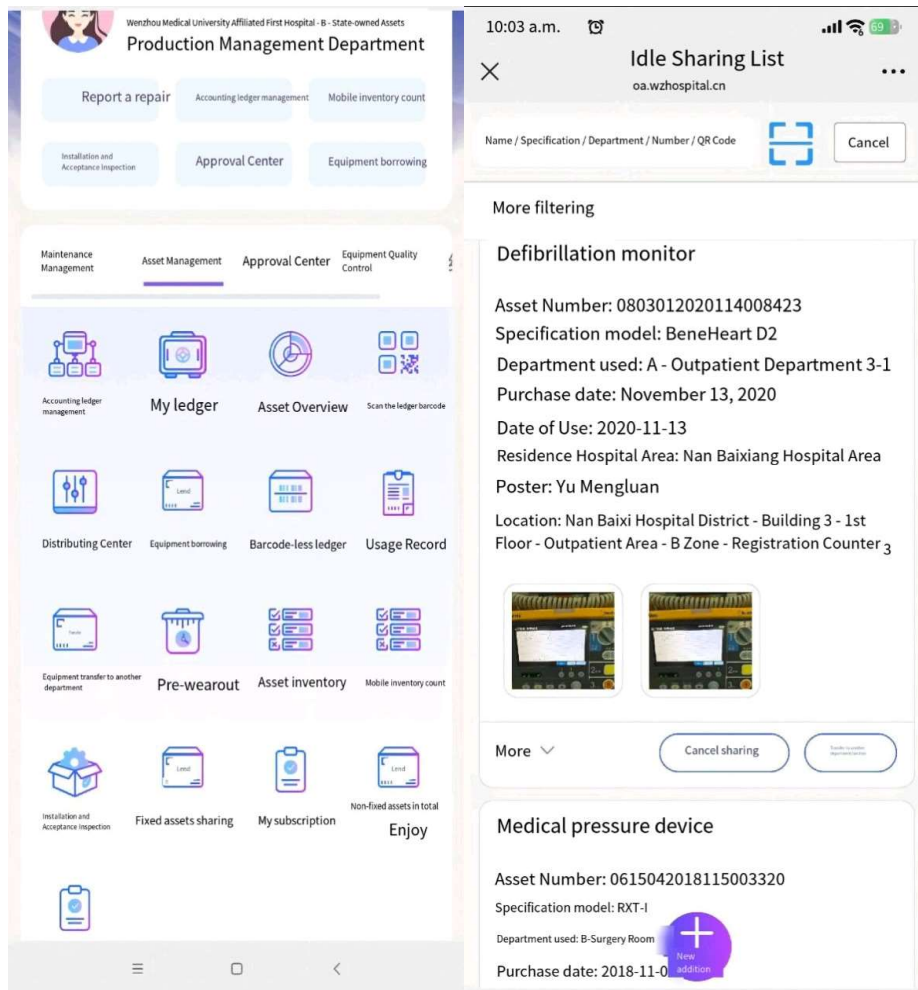 Wenzhou Medical University Affiliated First Hospital - B - State-owned Assets
Production Management Department
Report a repair
Accounting ledger management
Mobile inventory count
Installation and
Acceptance Inspection
Approval Center
Equipment borrowing
Maintenance
Management
Asset Management
Approval Center
Equipment Quality
Control
Accounting ledger
management
My ledger
Asset Overview
Scan the ledger barcode
Lend
Distributing Center
Equipment borrowing
Barcode-less ledger
Usage Record
Equipment transfer to another
department
Pre-wearout
Asset inventory
Mobile inventory count
Lend
Lend
Installation and
Acceptance Inspection
Fixed assets sharing
My subscription
Non-fixed assets in total
Enjoy
10:03 a.m.
69
Idle Sharing List
oa.wzhospital.cn
Name / Specification / Department / Number / QR Code
Cancel
More filtering
Defibrillation monitor
Asset Number: 0803012020114008423
Specification model: BeneHeart D2
Department used: A - Outpatient Department 3-1
Purchase date: November 13, 2020
Date of Use: 2020-11-13
Residence Hospital Area: Nan Baixiang Hospital Area
Poster: Yu Mengluan
Location: Nan Baixi Hospital District - Building 3 - 1st
Floor - Outpatient Area - B Zone - Registration Counter 3
More
Cancel sharing
Medical pressure device
Asset Number: 0615042018115003320
Specification model: RXT-I
Department used: B-Surgery Room
Purchase date: 2018-11-0
New
addition